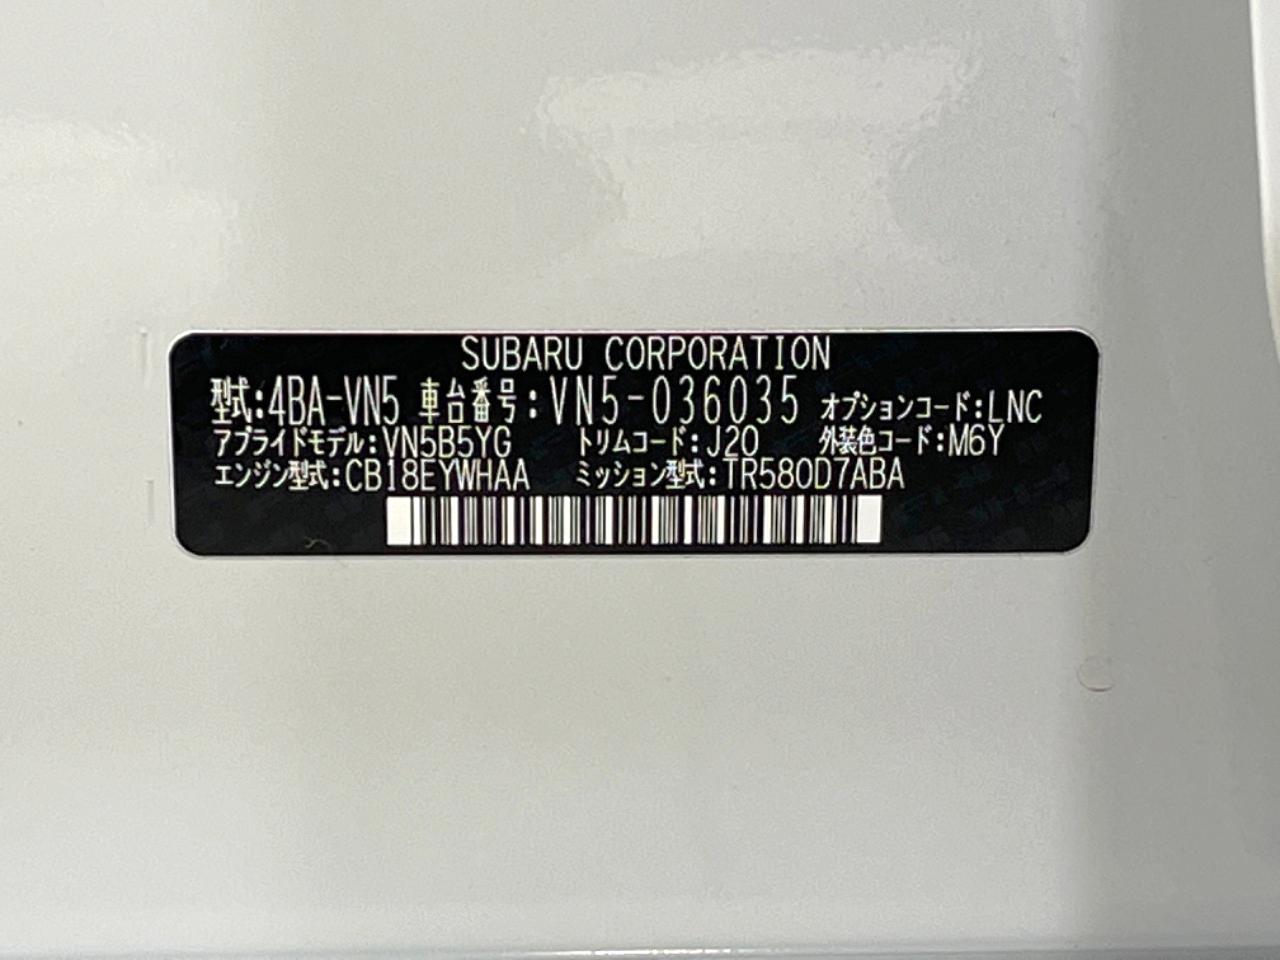 SUBARU CORPORATION
型式:4BA-VN5 車台番号:VN5-036035 オプションコード:LNC
アプライドモデル:VN5B5YG トリムコード:J20 外装色コード:M6Y
エンジン型式:CB18EYWHAA ミッション型式:TR580D7ABA